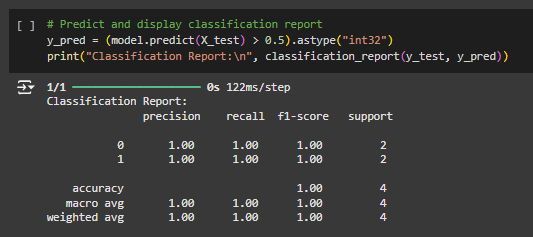 [ ] # Predict and display classification report
y_pred = (model.predict(X_test) > 0.5).astype("int32")
print("Classification Report:\n", classification_report(y_test, y_pred))
1/1 ━━━━━━━━━━━━━━━━━━━━ 0s 122ms/step
Classification Report:
precision recall f1-score support
0 1.00 1.00 1.00 2
1 1.00 1.00 1.00 2
accuracy 1.00 4
macro avg 1.00 1.00 1.00 4
weighted avg 1.00 1.00 1.00 4